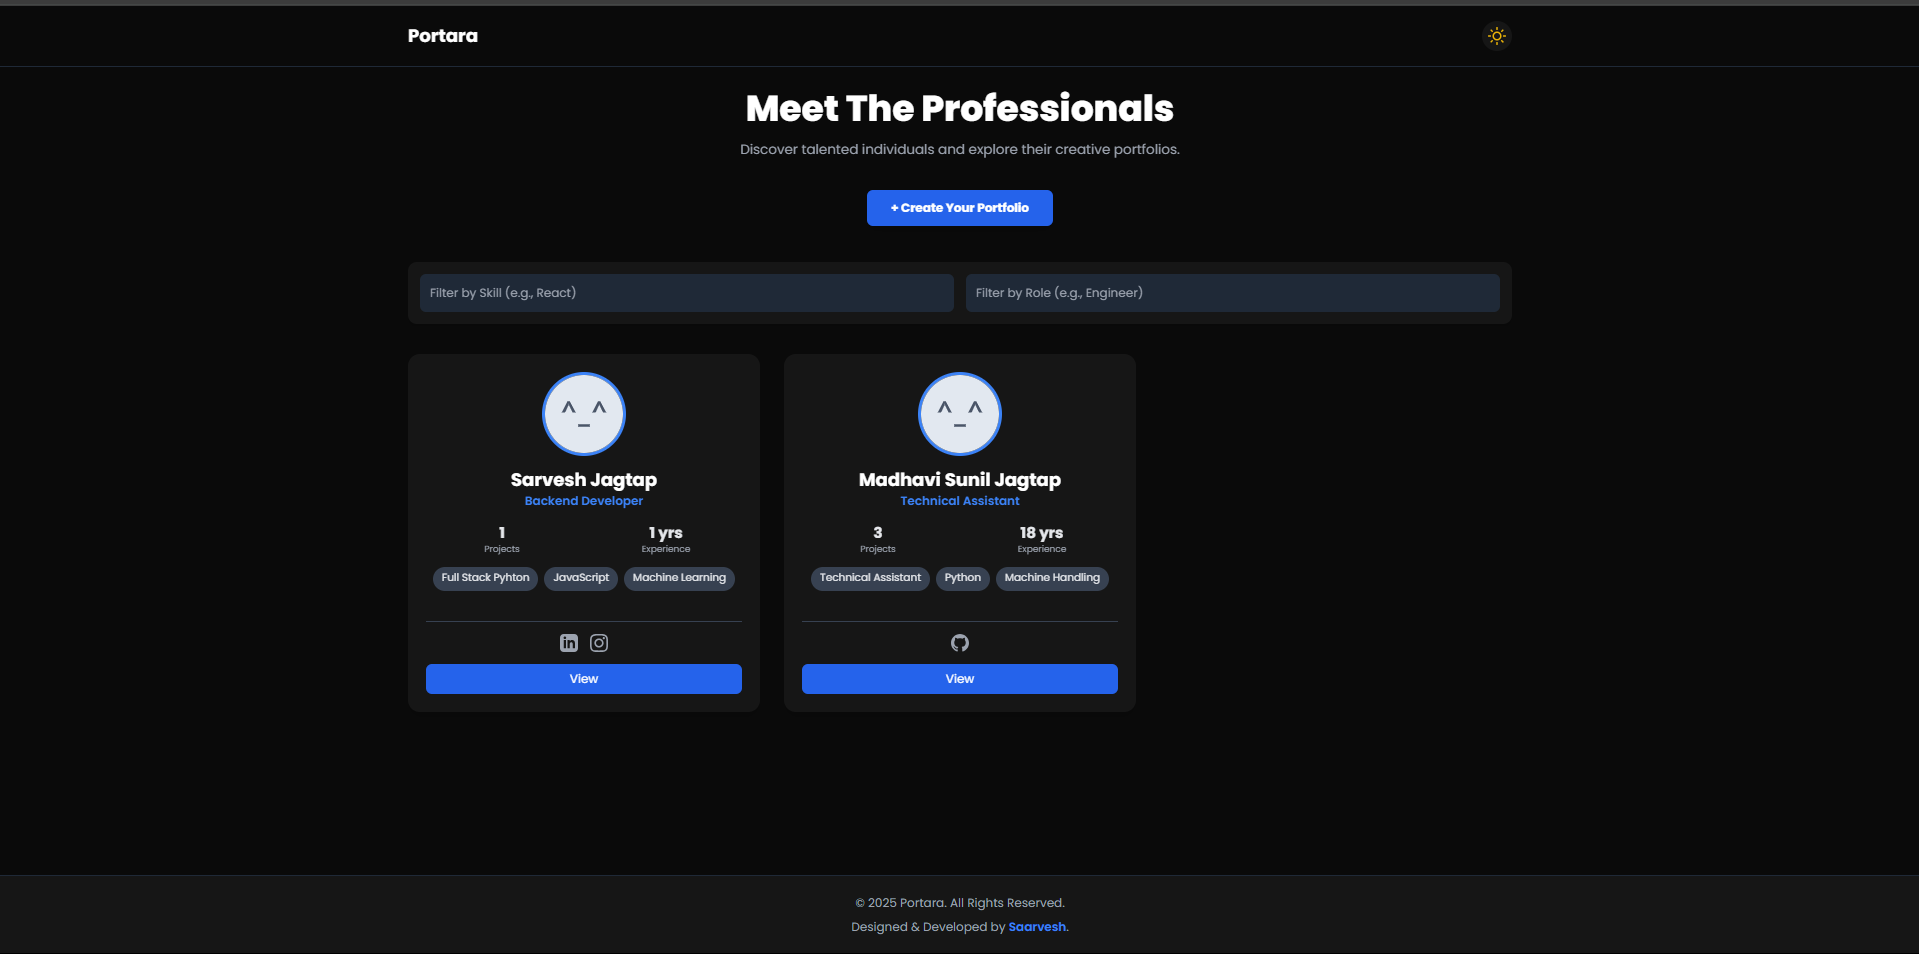 Portara
Meet The Professionals
Discover talented individuals and explore their creative portfolios.
+ Create Your Portfolio
Filter by Skill (e.g., React)
Filter by Role (e.g., Engineer)
Sarvesh Jagtap
Backend Developer
1
Projects
1 yrs
Experience
Full Stack Pyhton
JavaScript
Machine Learning
View
Madhavi Sunil Jagtap
Technical Assistant
3
Projects
18 yrs
Experience
Technical Assistant
Python
Machine Handling
View
© 2025 Portara. All Rights Reserved.
Designed & Developed by Saarvesh.